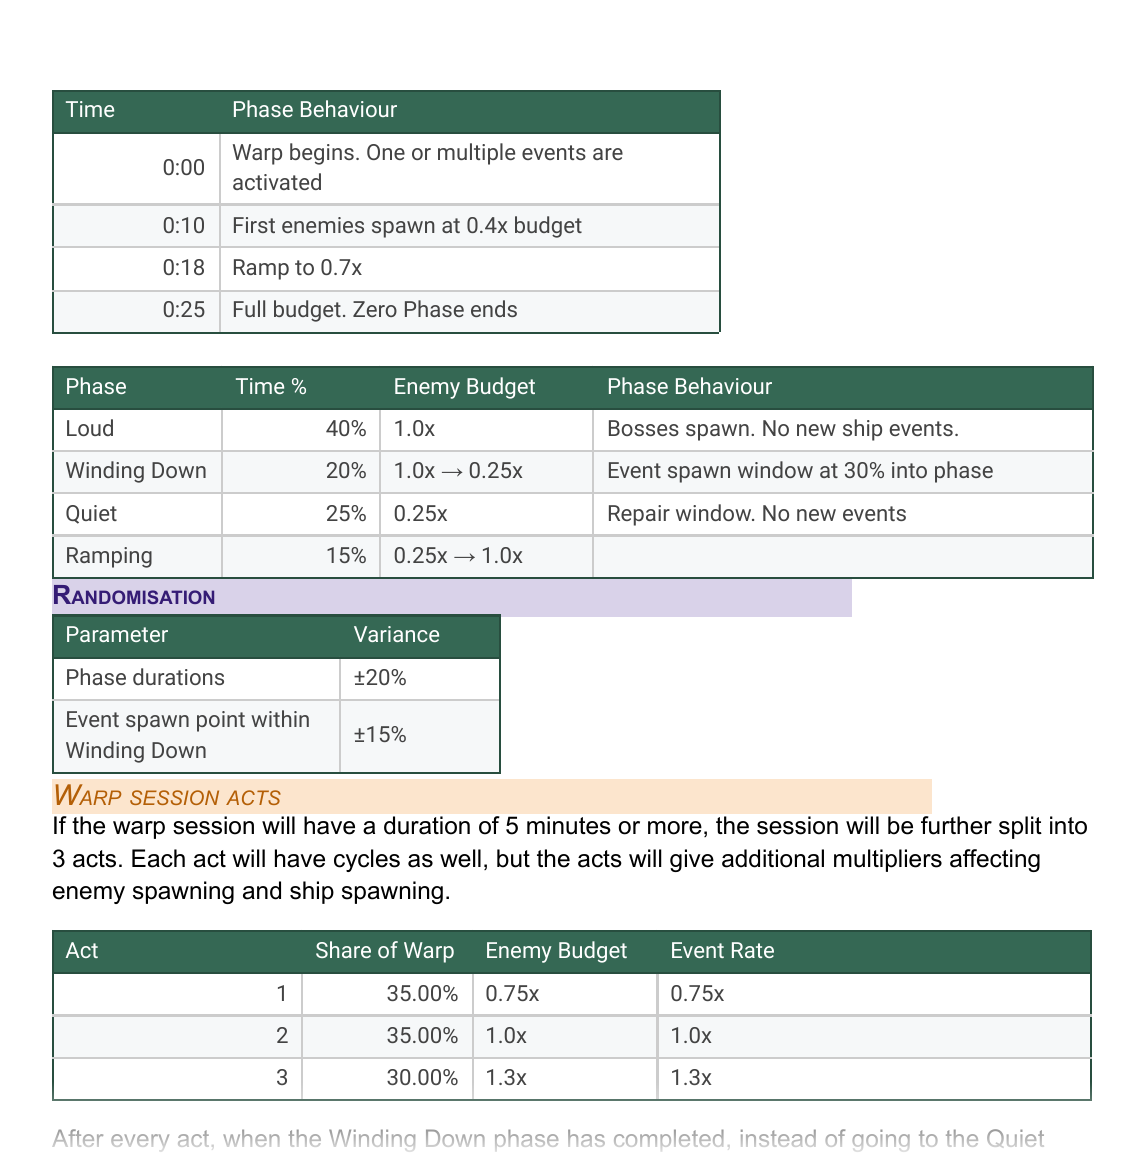 Time Phase Behaviour
0:00 Warp begins. One or multiple events are
activated
0:10 First enemies spawn at 0.4x budget
0:18 Ramp to 0.7x
0:25 Full budget. Zero Phase ends
Phase Time % Enemy Budget Phase Behaviour
Loud 40% 1.0x Bosses spawn. No new ship events.
Winding Down 20% 1.0x → 0.25x Event spawn window at 30% into phase
Quiet 25% 0.25x Repair window. No new events
Ramping 15% 0.25x → 1.0x
Randomisation
Parameter Variance
Phase durations ±20%
Event spawn point within
Winding Down ±15%
Warp session acts
If the warp session will have a duration of 5 minutes or more, the session will be further split into
3 acts. Each act will have cycles as well, but the acts will give additional multipliers affecting
enemy spawning and ship spawning.
Act Share of Warp Enemy Budget Event Rate
1 35.00% 0.75x 0.75x
2 35.00% 1.0x 1.0x
3 30.00% 1.3x 1.3x
After every act, when the Winding Down phase has completed, instead of going to the Quiet